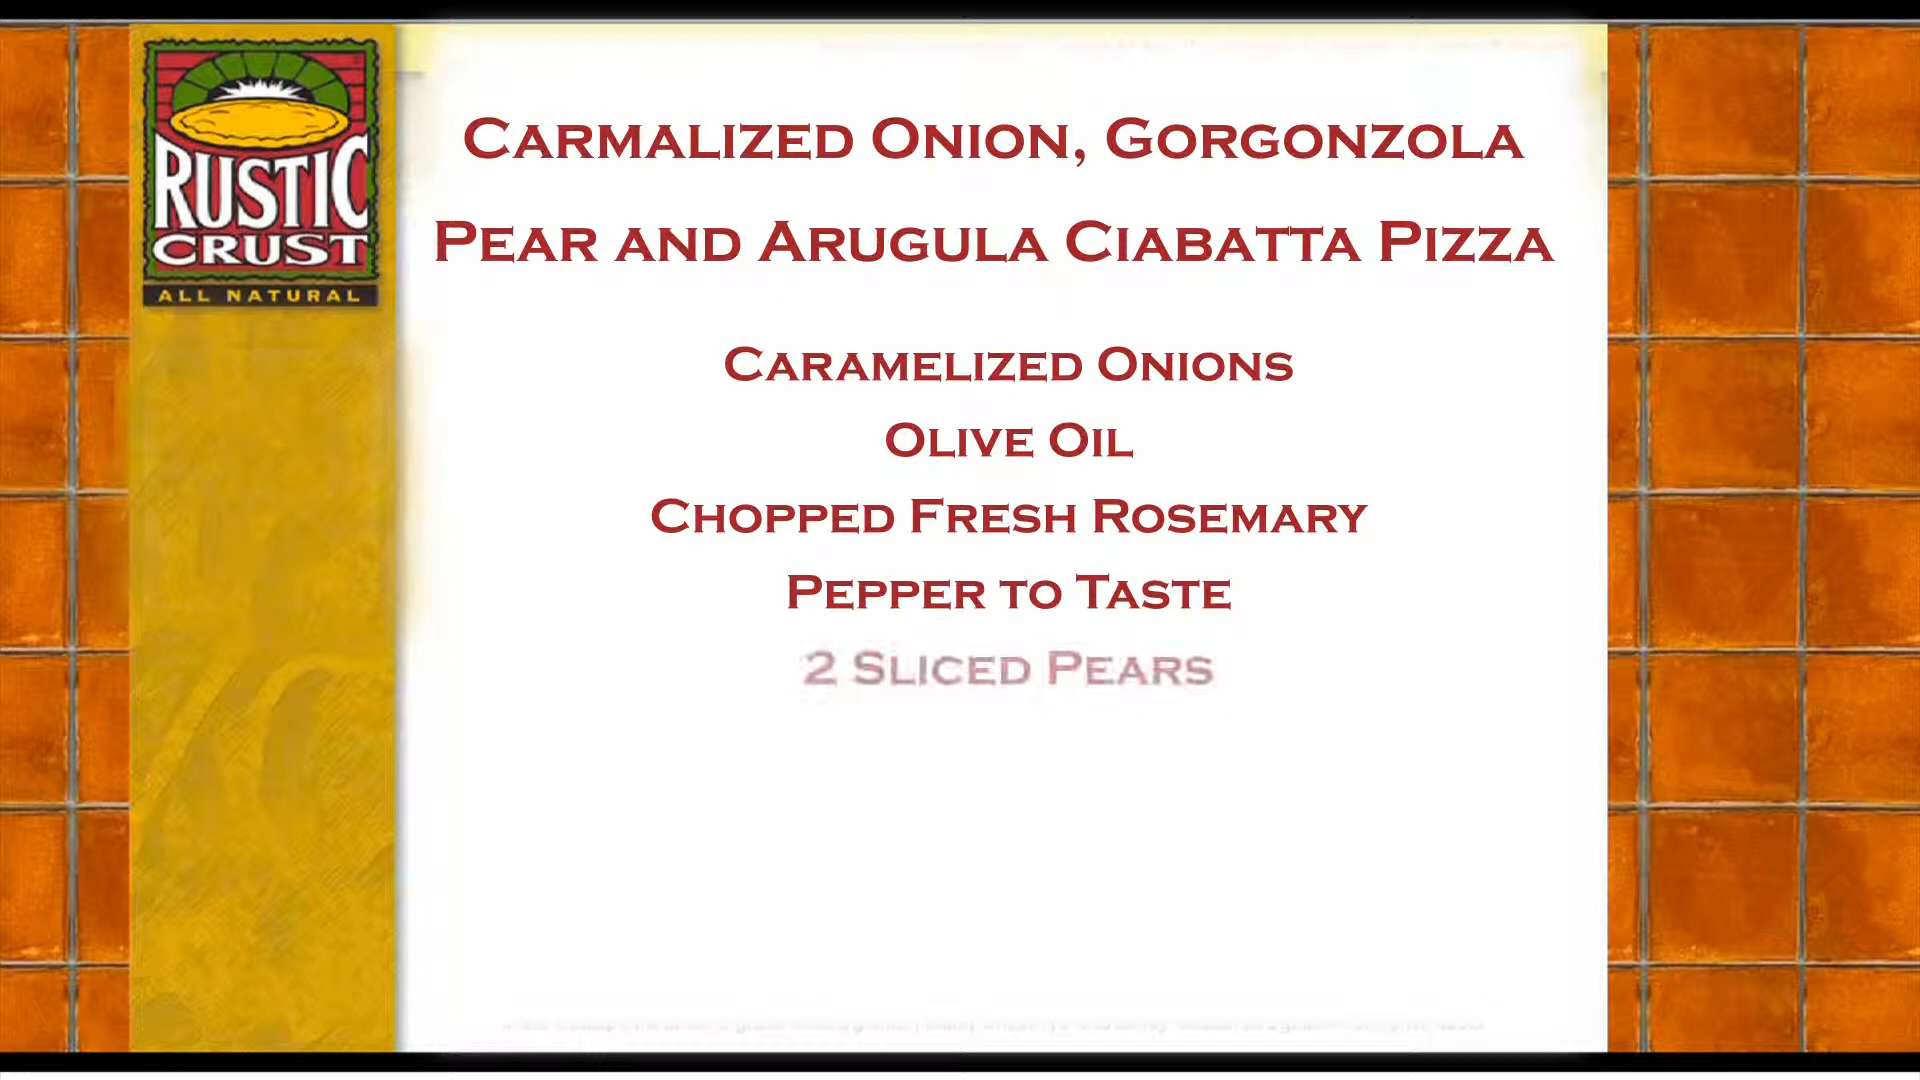 RUSTIC
CRUST
ALL NATURAL
Carmalized Onion, Gorgonzola
Pear and Arugula Ciabatta Pizza
Caramelized Onions
Olive Oil
Chopped Fresh Rosemary
Pepper to Taste
2 Sliced Pears